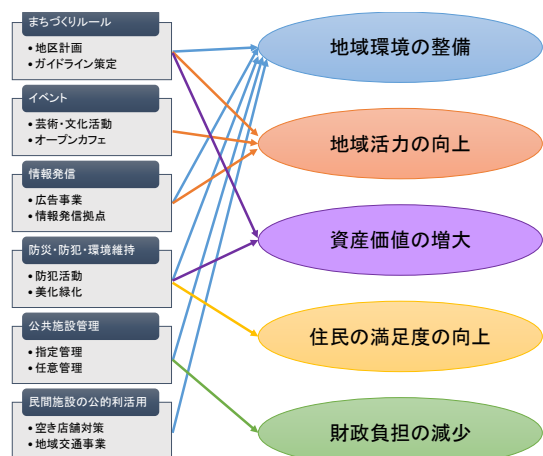 まちづくりルール
• 地区計画
• ガイドライン策定
イベント
• 芸術・文化活動
• オープンカフェ
情報発信
• 広告事業
• 情報発信拠点
防災・防犯・環境維持
• 防犯活動
• 美化緑化
公共施設管理
• 指定管理
• 任意管理
民間施設の公的利活用
• 空き店舗対策
• 地域交通事業
地域環境の整備
地域活力の向上
資産価値の増大
住民の満足度の向上
財政負担の減少